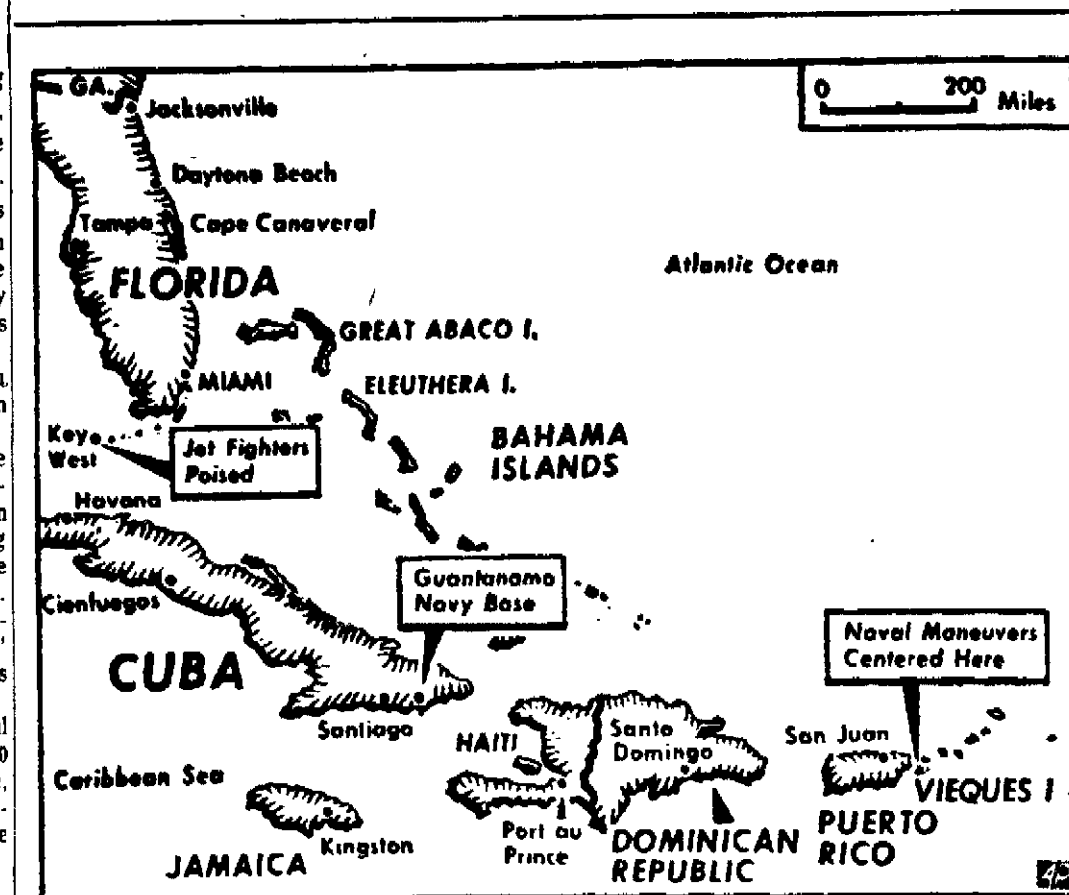 GA.
Jacksonville
0 200 Miles
Daytona Beach
Tampa
Cape Canaveral
FLORIDA
Atlantic Ocean
GREAT ABACO I.
MIAMI
ELEUTHERA I.
Key
West
Jet Fighters
Poised
BAHAMA
ISLANDS
Havana
Guantanamo
Navy Base
Cienfuegos
CUBA
Naval Maneuvers
Centered Here
Santiago
HAITI
Santo
Domingo
San Juan
Caribbean Sea
VIEQUES I
Port au
Prince
DOMINICAN
REPUBLIC
PUERTO
RICO
Kingston
JAMAICA